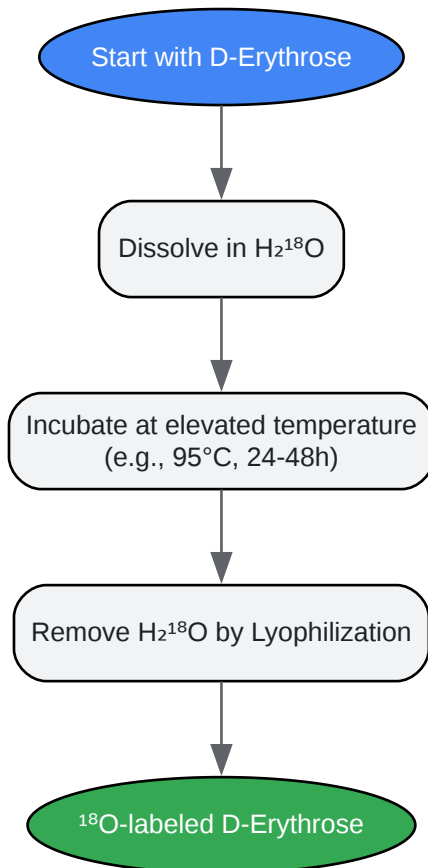 Start with D-Erythrose
Dissolve in H₂¹⁸O
Incubate at elevated temperature
(e.g., 95°C, 24-48h)
Remove H₂¹⁸O by Lyophilization
¹⁸O-labeled D-Erythrose